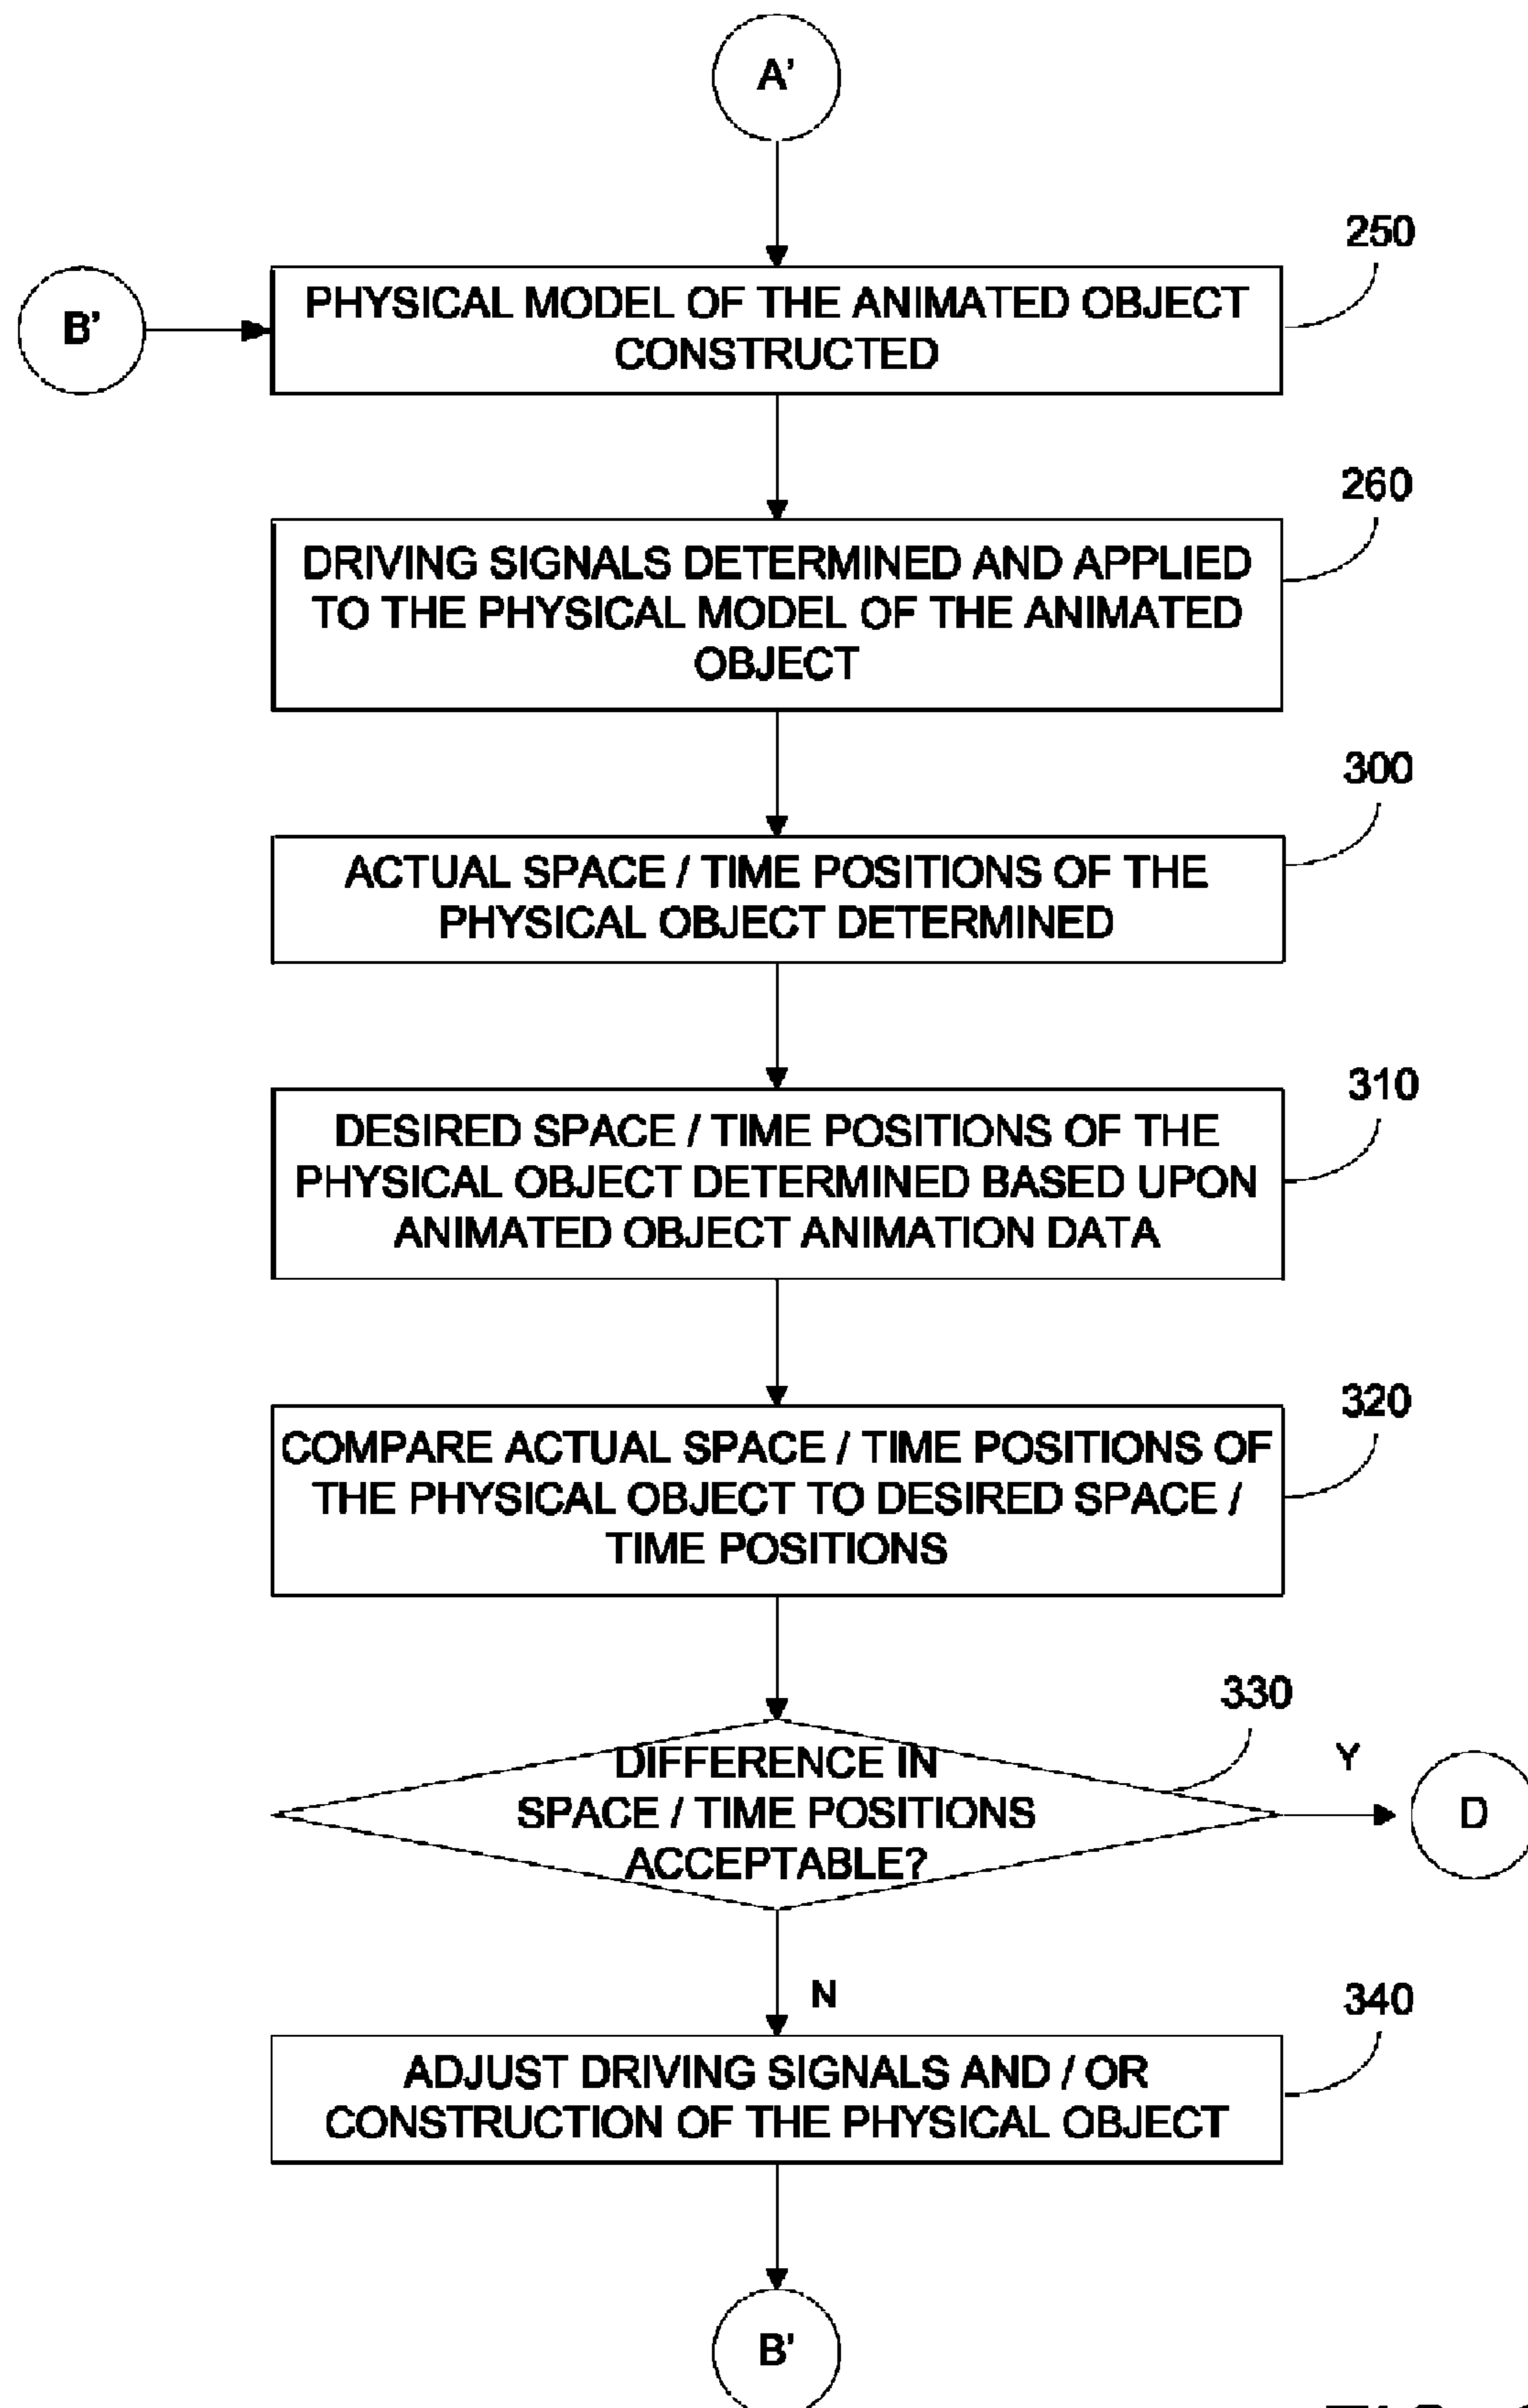 A'
250
B'
PHYSICAL MODEL OF THE ANIMATED OBJECT
CONSTRUCTED
260
DRIVING SIGNALS DETERMINED AND APPLIED
TO THE PHYSICAL MODEL OF THE ANIMATED
OBJECT
300
ACTUAL SPACE / TIME POSITIONS OF THE
PHYSICAL OBJECT DETERMINED
310
DESIRED SPACE / TIME POSITIONS OF THE
PHYSICAL OBJECT DETERMINED BASED UPON
ANIMATED OBJECT ANIMATION DATA
320
COMPARE ACTUAL SPACE / TIME POSITIONS OF
THE PHYSICAL OBJECT TO DESIRED SPACE /
TIME POSITIONS
330
DIFFERENCE IN
SPACE / TIME POSITIONS
ACCEPTABLE?
Y
D
N
340
ADJUST DRIVING SIGNALS AND / OR
CONSTRUCTION OF THE PHYSICAL OBJECT
B'